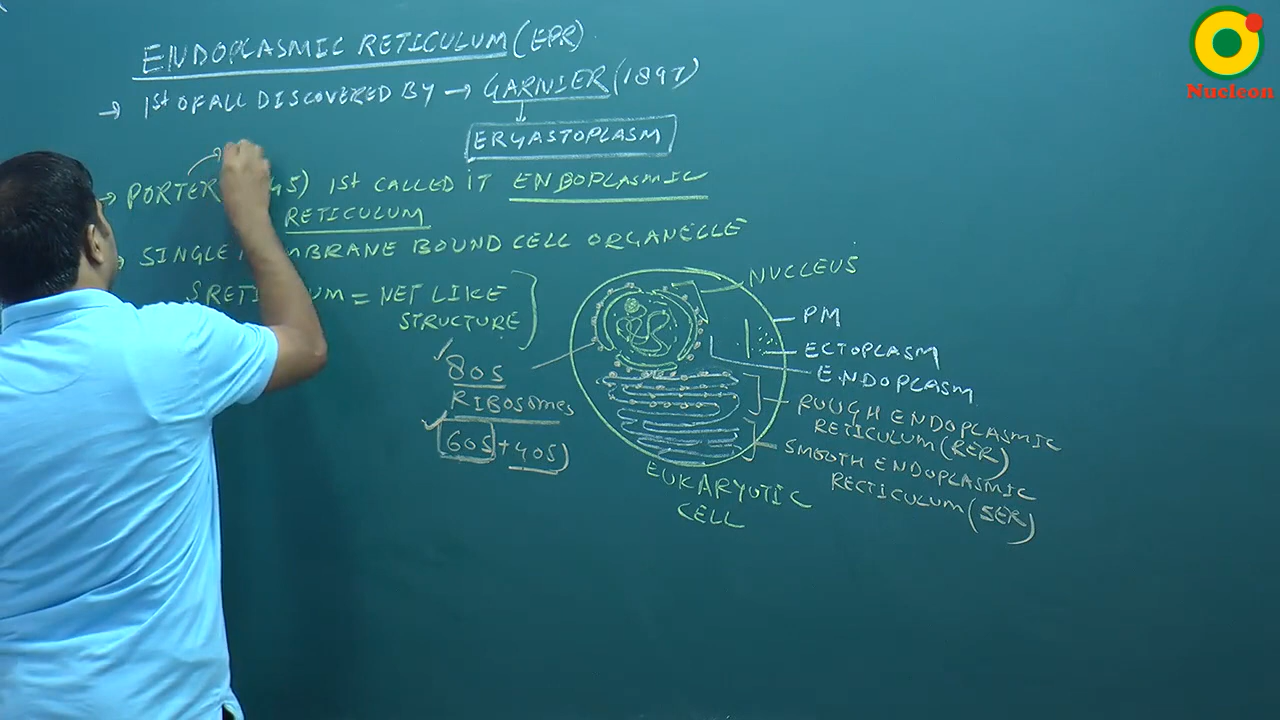 ENDOPLASMIC RETICULUM (EPR)
→ 1st OF ALL DISCOVERED BY → GARNIER (1897)
ERGASTOPLASM
→ PORTER 45) 1st CALLED IT ENDOPLASMIC
RETICULUM
SINGLE MBRANE BOUND CELL ORGANELLE
= NET LIKE
STRUCTURE
80S
RIBOSOMES
60S + 40S)
NUCLEUS
PM
ECTOPLASM
ENDOPLASM
ROUGH ENDOPLASMIC
RETICULUM (RER)
SMOOTH ENDOPLASMIC
RECTICULUM (SER)
EUKARYOTIC
CELL
Nucleon